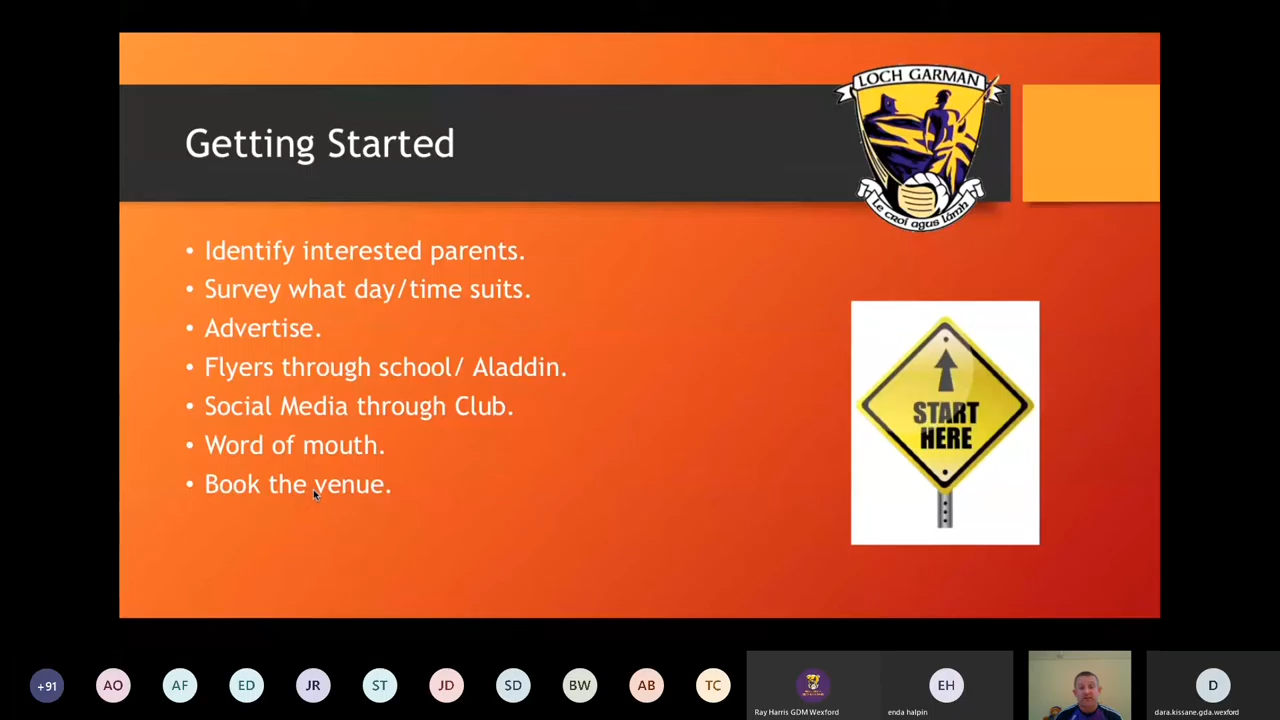 LOCH GARMAN
Le croí agus lámh
Getting Started
• Identify interested parents.
• Survey what day/time suits.
• Advertise.
• Flyers through school/ Aladdin.
• Social Media through Club.
• Word of mouth.
• Book the venue.
START
HERE
+91
AO
AF
ED
JR
ST
JD
SD
BW
AB
TC
Ray Harris GDM Wexford
EH
enda halpin
D
dara.kissane.gda.wexford